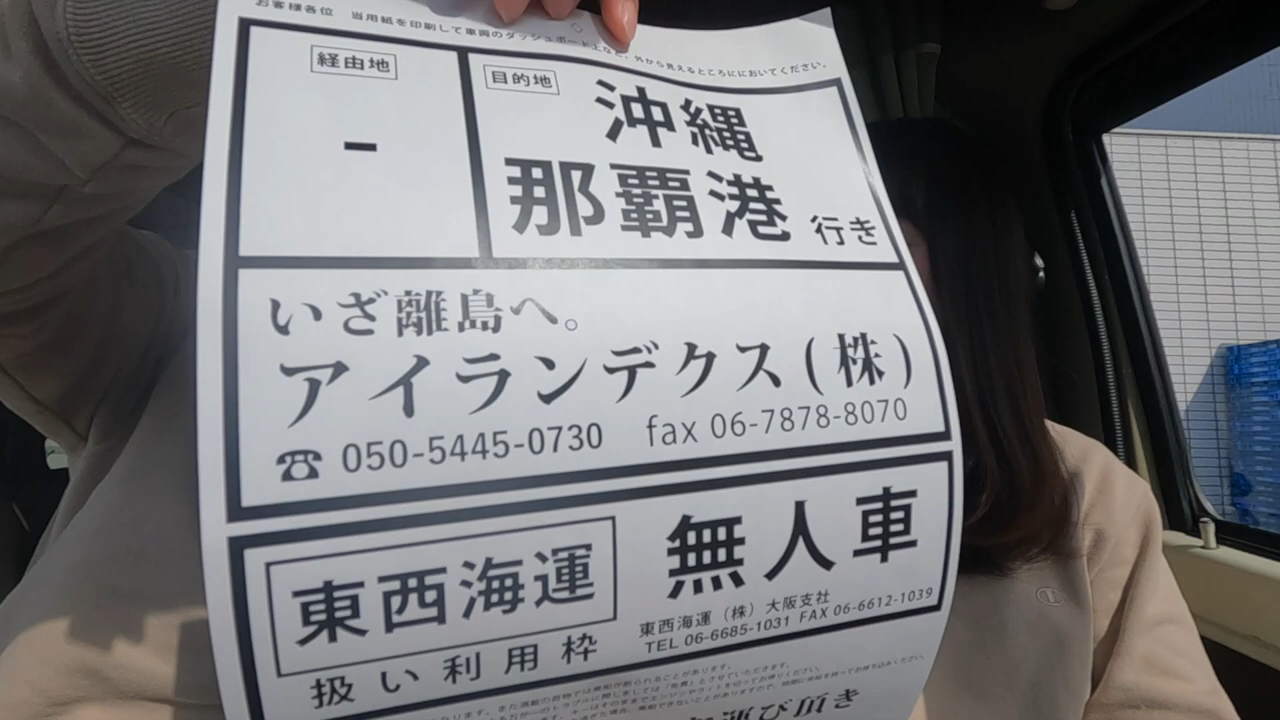 お客様各位 当用紙を印刷して車両のダッシュボード上など、外から見えるところににおいてください。
経由地
-
目的地
沖縄
那覇港 行き
いざ離島へ。
アイランデクス(株)
☎ 050-5445-0730 fax 06-7878-8070
東西海運
扱い利用枠
無人車
東西海運(株)大阪支社
TEL 06-6685-1031 FAX 06-6612-1039
運び頂き